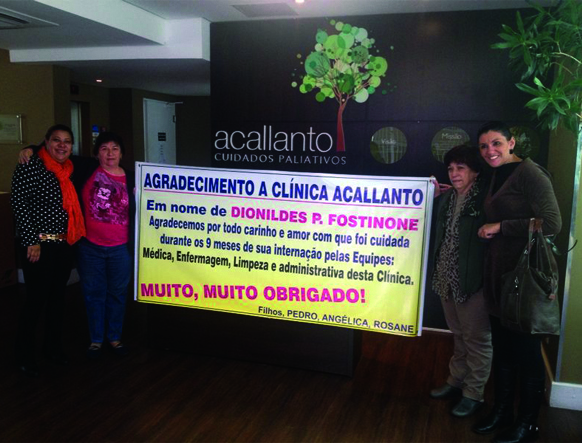 acallanto
CUIDADOS PALIATIVOS
Visão
Missão
AGRADECIMENTO A CLÍNICA ACALLANTO
Em nome de DIONILDES P. FOSTINONE
Agradecemos por todo carinho e amor com que foi cuidada
durante os 9 meses de sua internação pelas Equipes:
Médica, Enfermagem, Limpeza e administrativa desta Clínica.
MUITO, MUITO OBRIGADO!
Filhos, PEDRO, ANGÉLICA, ROSANE